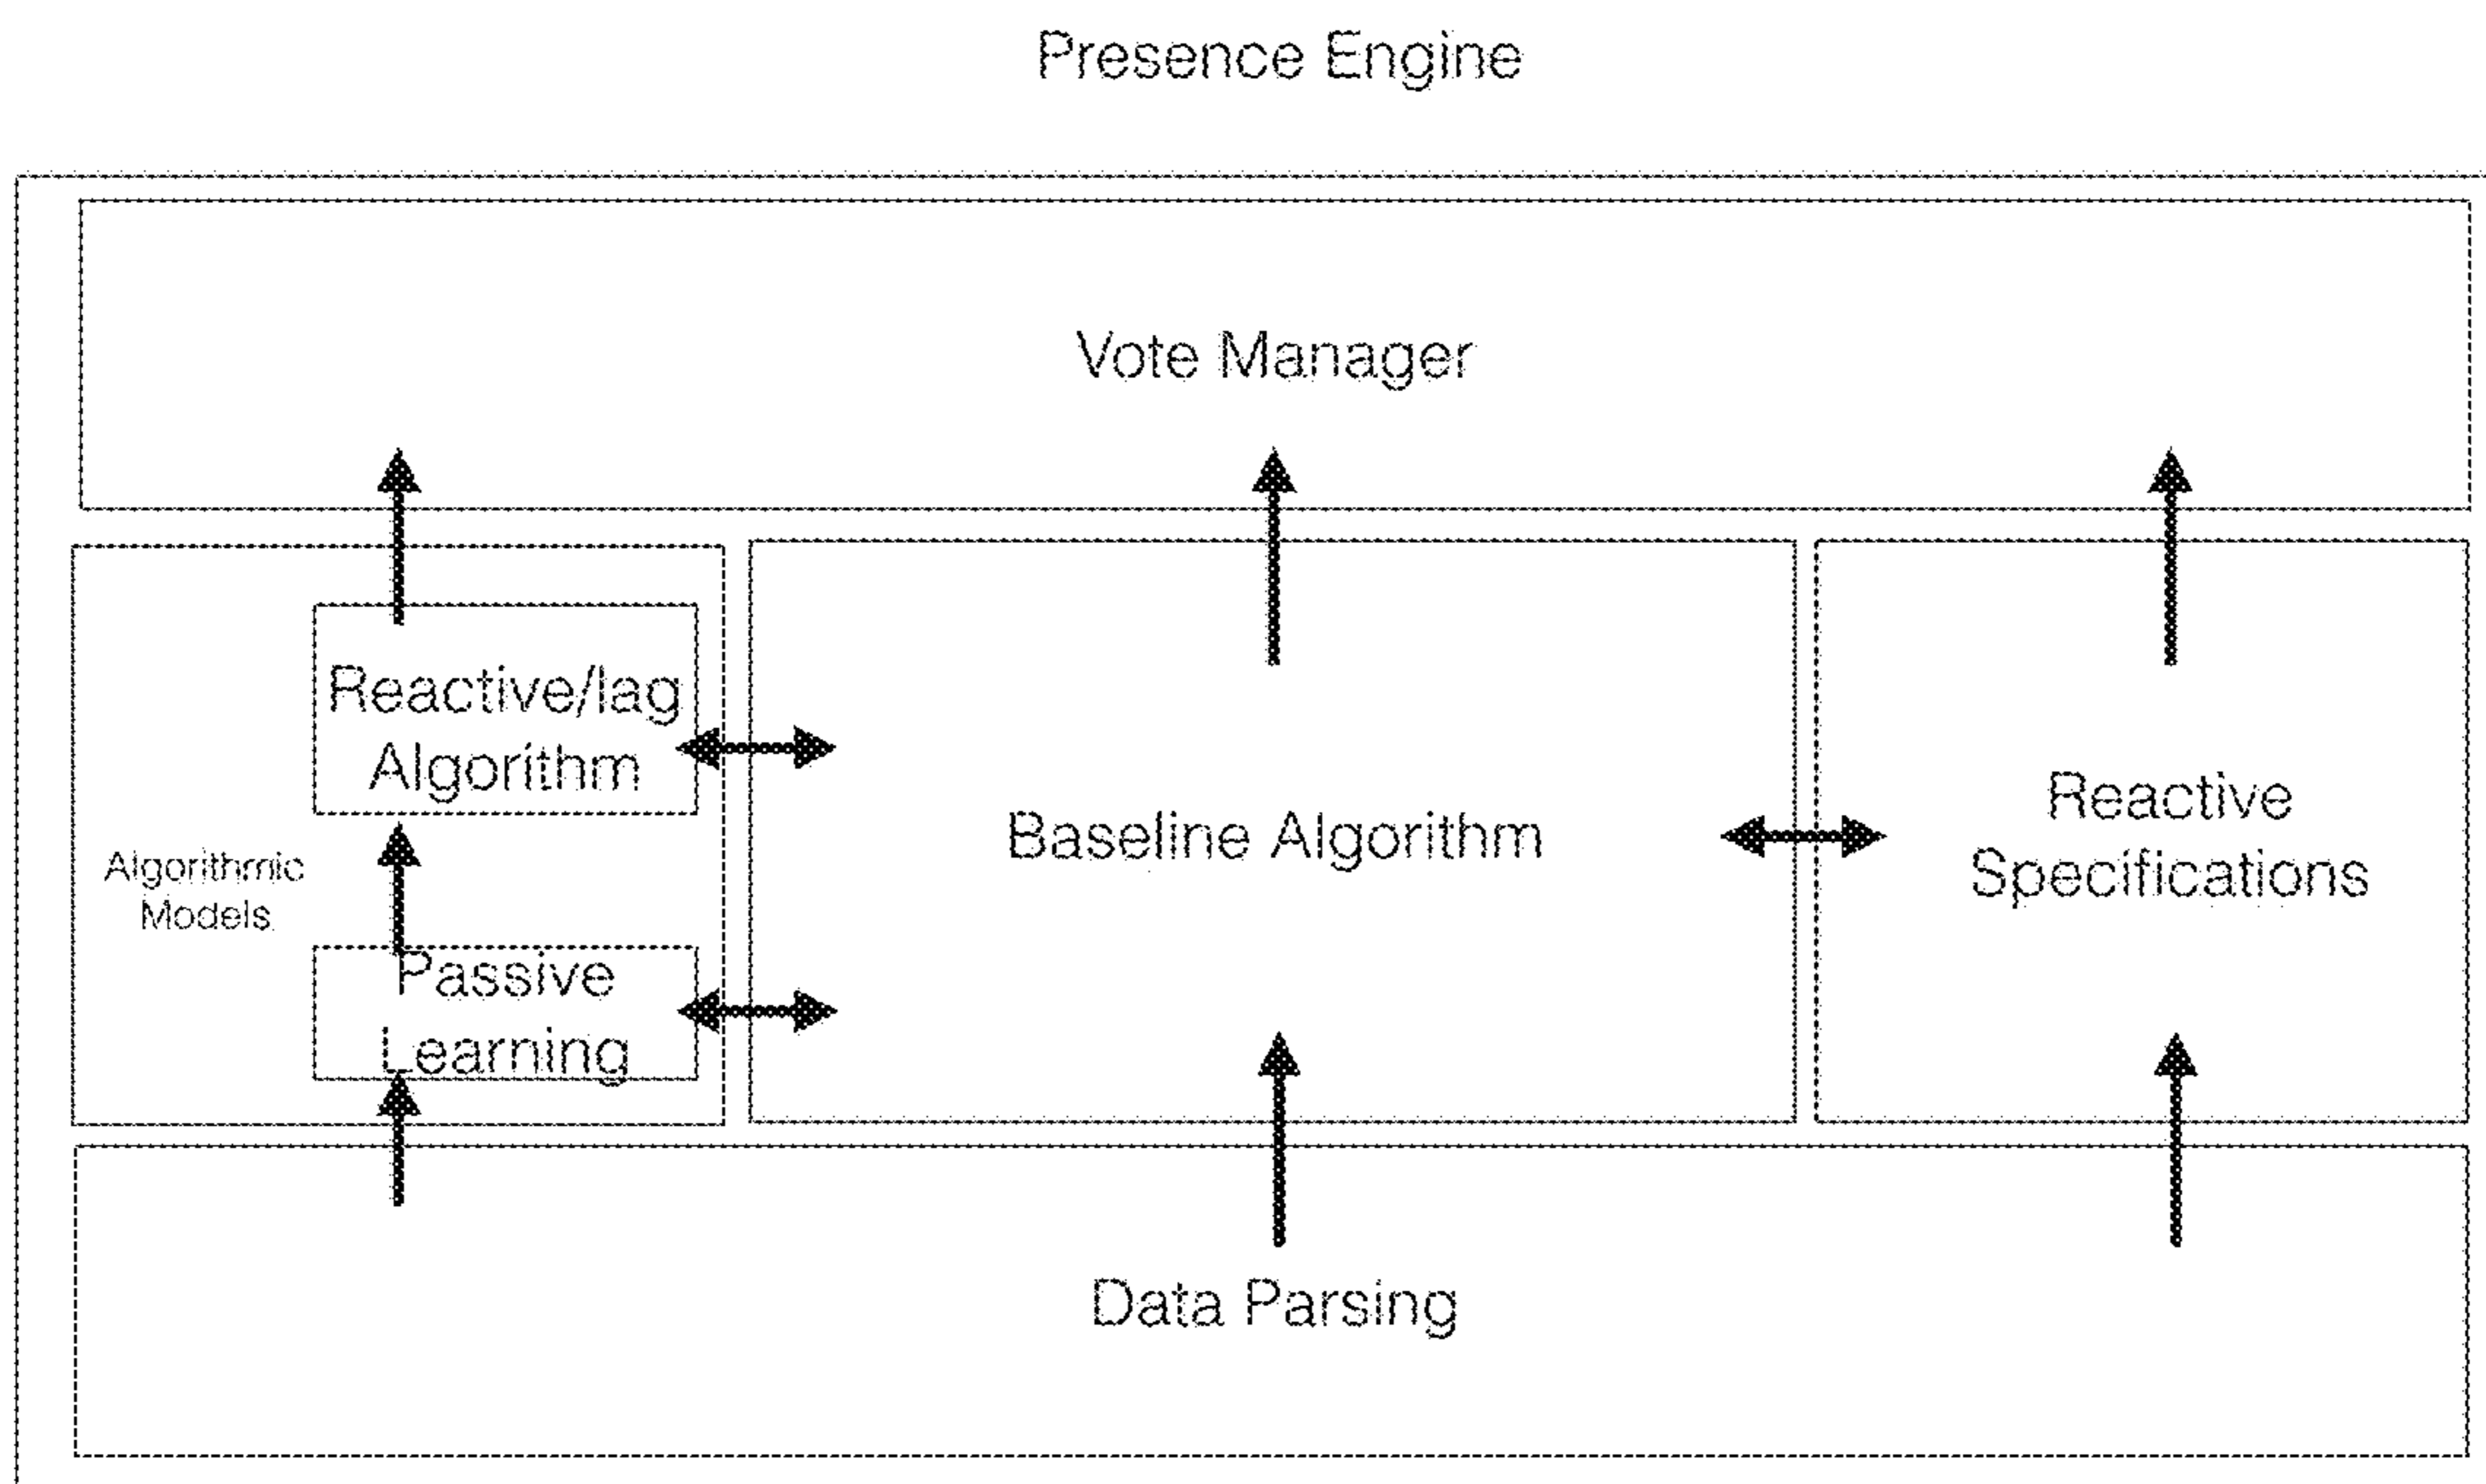 Presence Engine
Vote Manager
Reactive/lag
Algorithm
Algorithmic
Models
Passive
Learning
Baseline Algorithm
Reactive
Specifications
Data Parsing